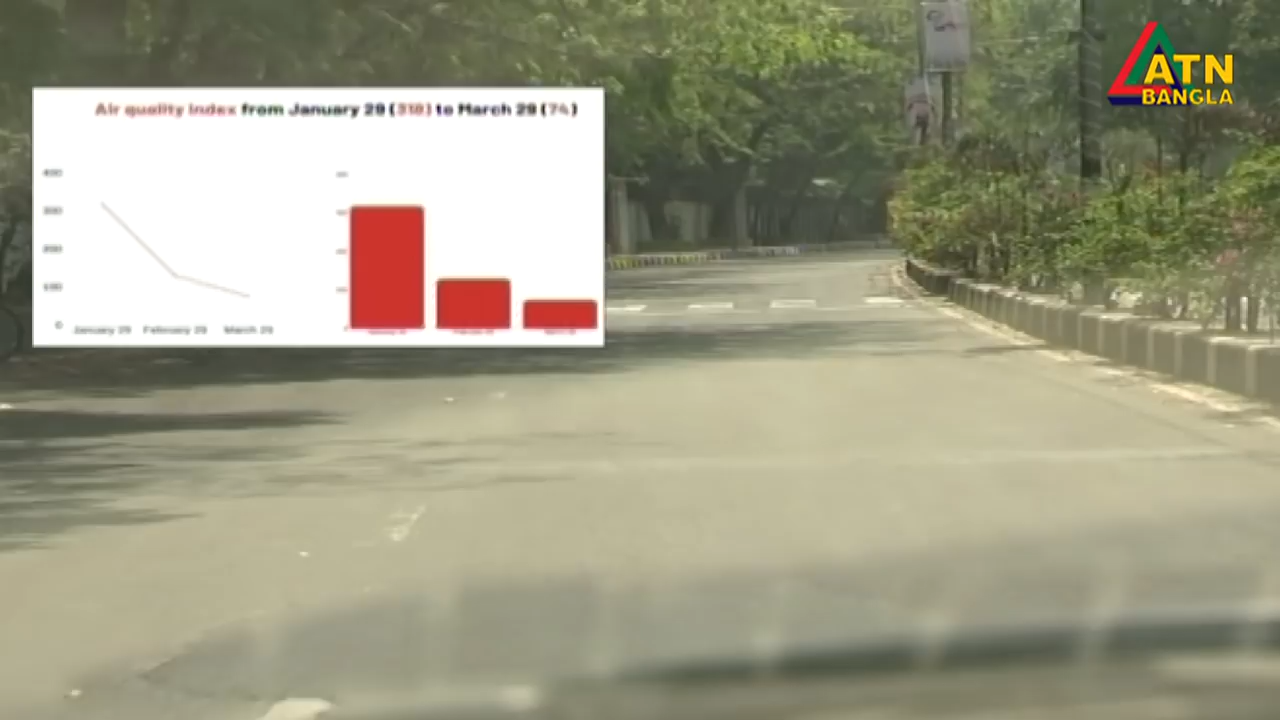 Air quality index from January 29 (318) to March 29 (74)
400
300
200
100
0
January 29 February 29 March 29
ATN
BANGLA